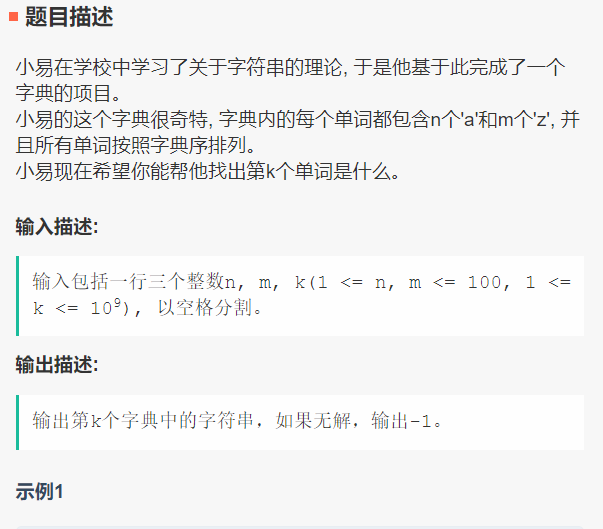 题目描述
小易在学校中学习了关于字符串的理论, 于是他基于此完成了一个
字典的项目。
小易的这个字典很奇特, 字典内的每个单词都包含n个'a'和m个'z', 并
且所有单词按照字典序排列。
小易现在希望你能帮他找出第k个单词是什么。
输入描述:
输入包括一行三个整数n, m, k(1 <= n, m <= 100, 1 <=
k <= 10⁹), 以空格分割。
输出描述:
输出第k个字典中的字符串，如果无解，输出-1。
示例1